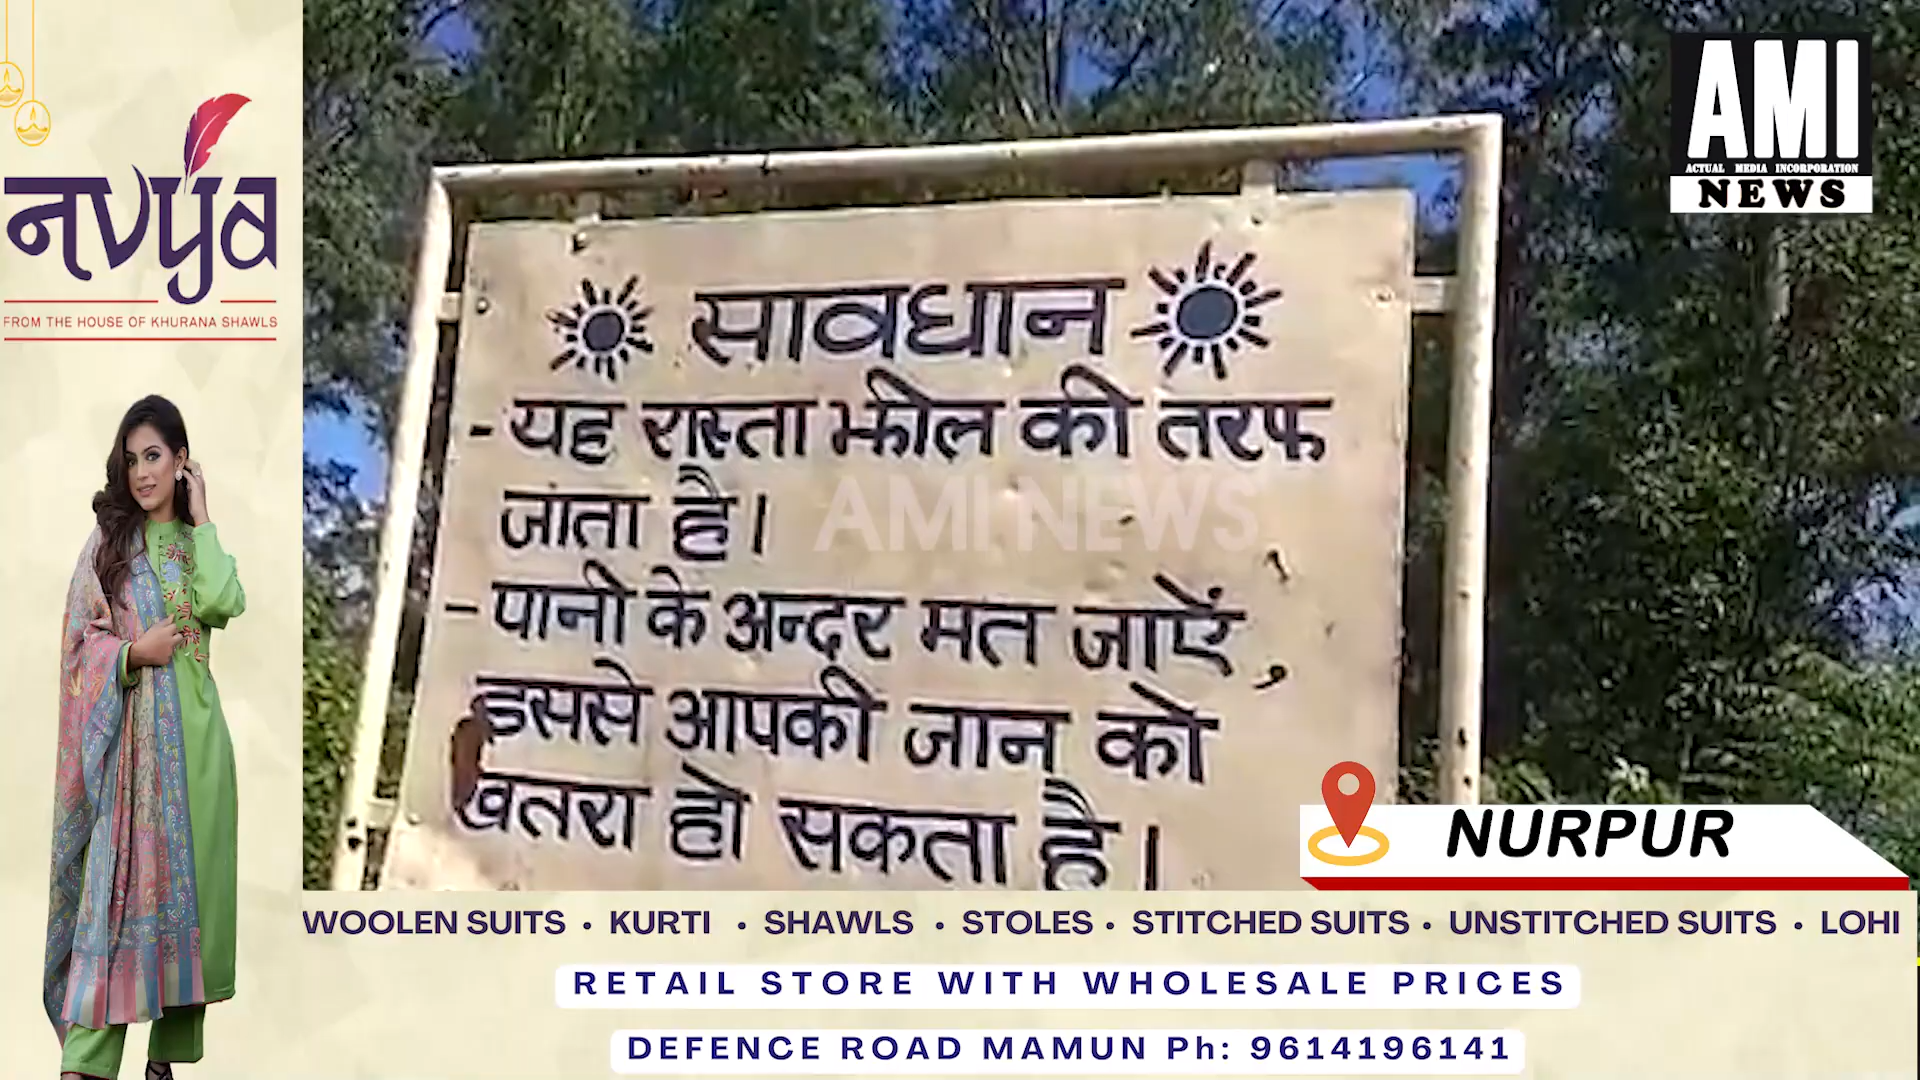 nvya
FROM THE HOUSE OF KHURANA SHAWLS
AMI
ACTUAL MEDIA INCORPORATION
NEWS
सावधान
- यह रास्ता झील की तरफ
जाता है।
AMI NEWS
- पानी के अन्दर मत जाऐं,
इससे आपकी जान को
खतरा हो सकता है।
NURPUR
WOOLEN SUITS • KURTI • SHAWLS • STOLES • STITCHED SUITS • UNSTITCHED SUITS • LOHI
RETAIL STORE WITH WHOLESALE PRICES
DEFENCE ROAD MAMUN Ph: 9614196141